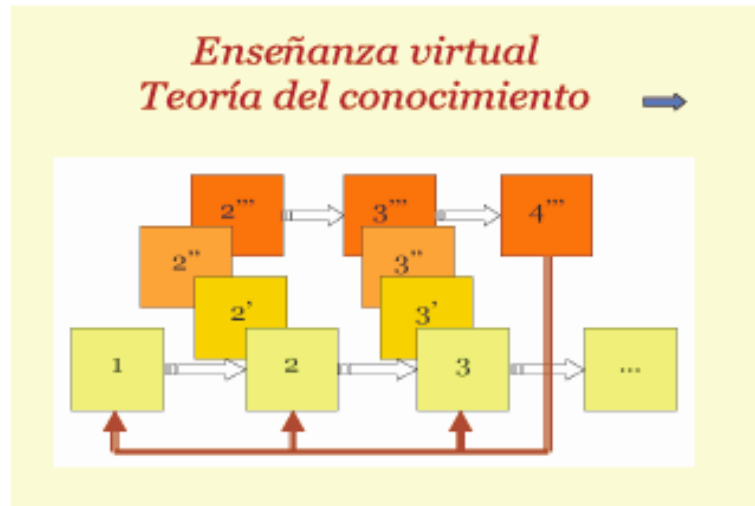 Enseñanza virtual
Teoría del conocimiento
2''' 3''' 4'''
2'' 3''
2' 3'
1 2 3 ...